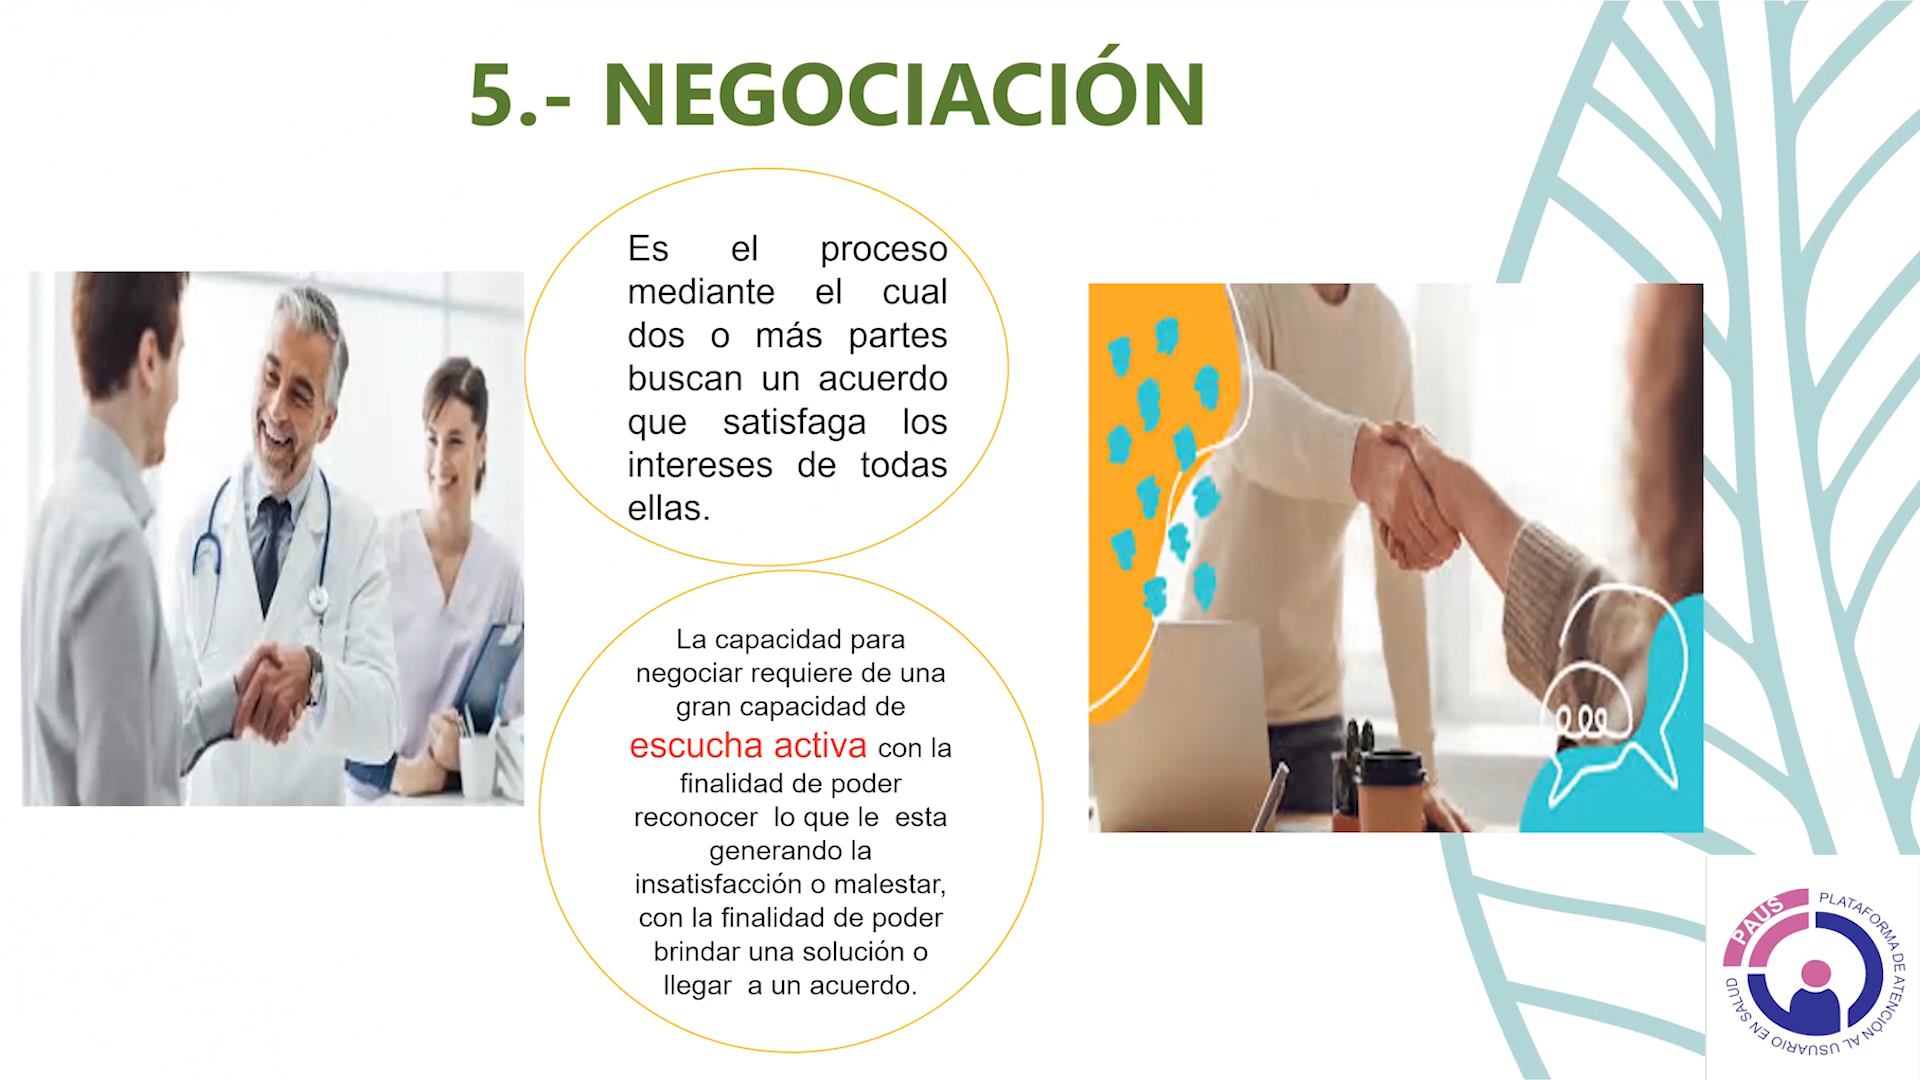 5.- NEGOCIACIÓN
Es el proceso
mediante el cual
dos o más partes
buscan un acuerdo
que satisfaga los
intereses de todas
ellas.
La capacidad para
negociar requiere de una
gran capacidad de
escucha activa con la
finalidad de poder
reconocer lo que le esta
generando la
insatisfacción o malestar,
con la finalidad de poder
brindar una solución o
llegar a un acuerdo.
PAUS
PLATAFORMA DE ATENCIÓN AL USUARIO EN SALUD